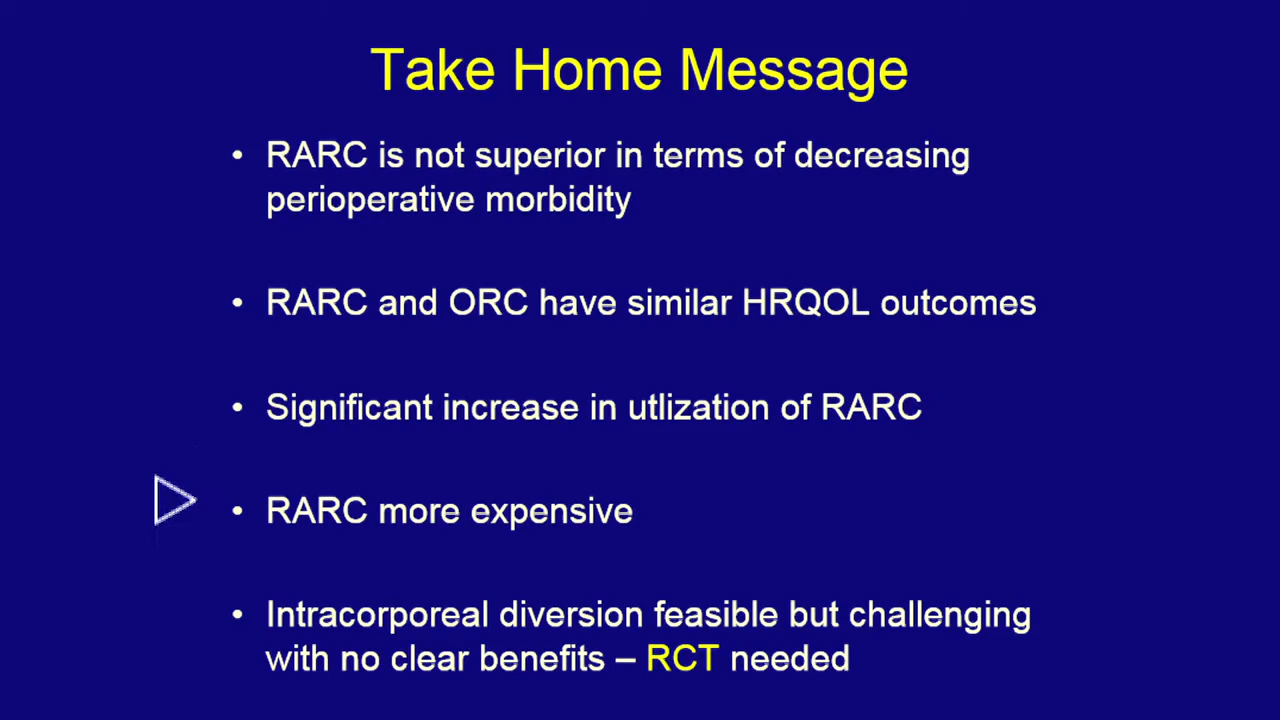 Take Home Message
• RARC is not superior in terms of decreasing
perioperative morbidity
• RARC and ORC have similar HRQOL outcomes
• Significant increase in utlization of RARC
• RARC more expensive
• Intracorporeal diversion feasible but challenging
with no clear benefits – RCT needed